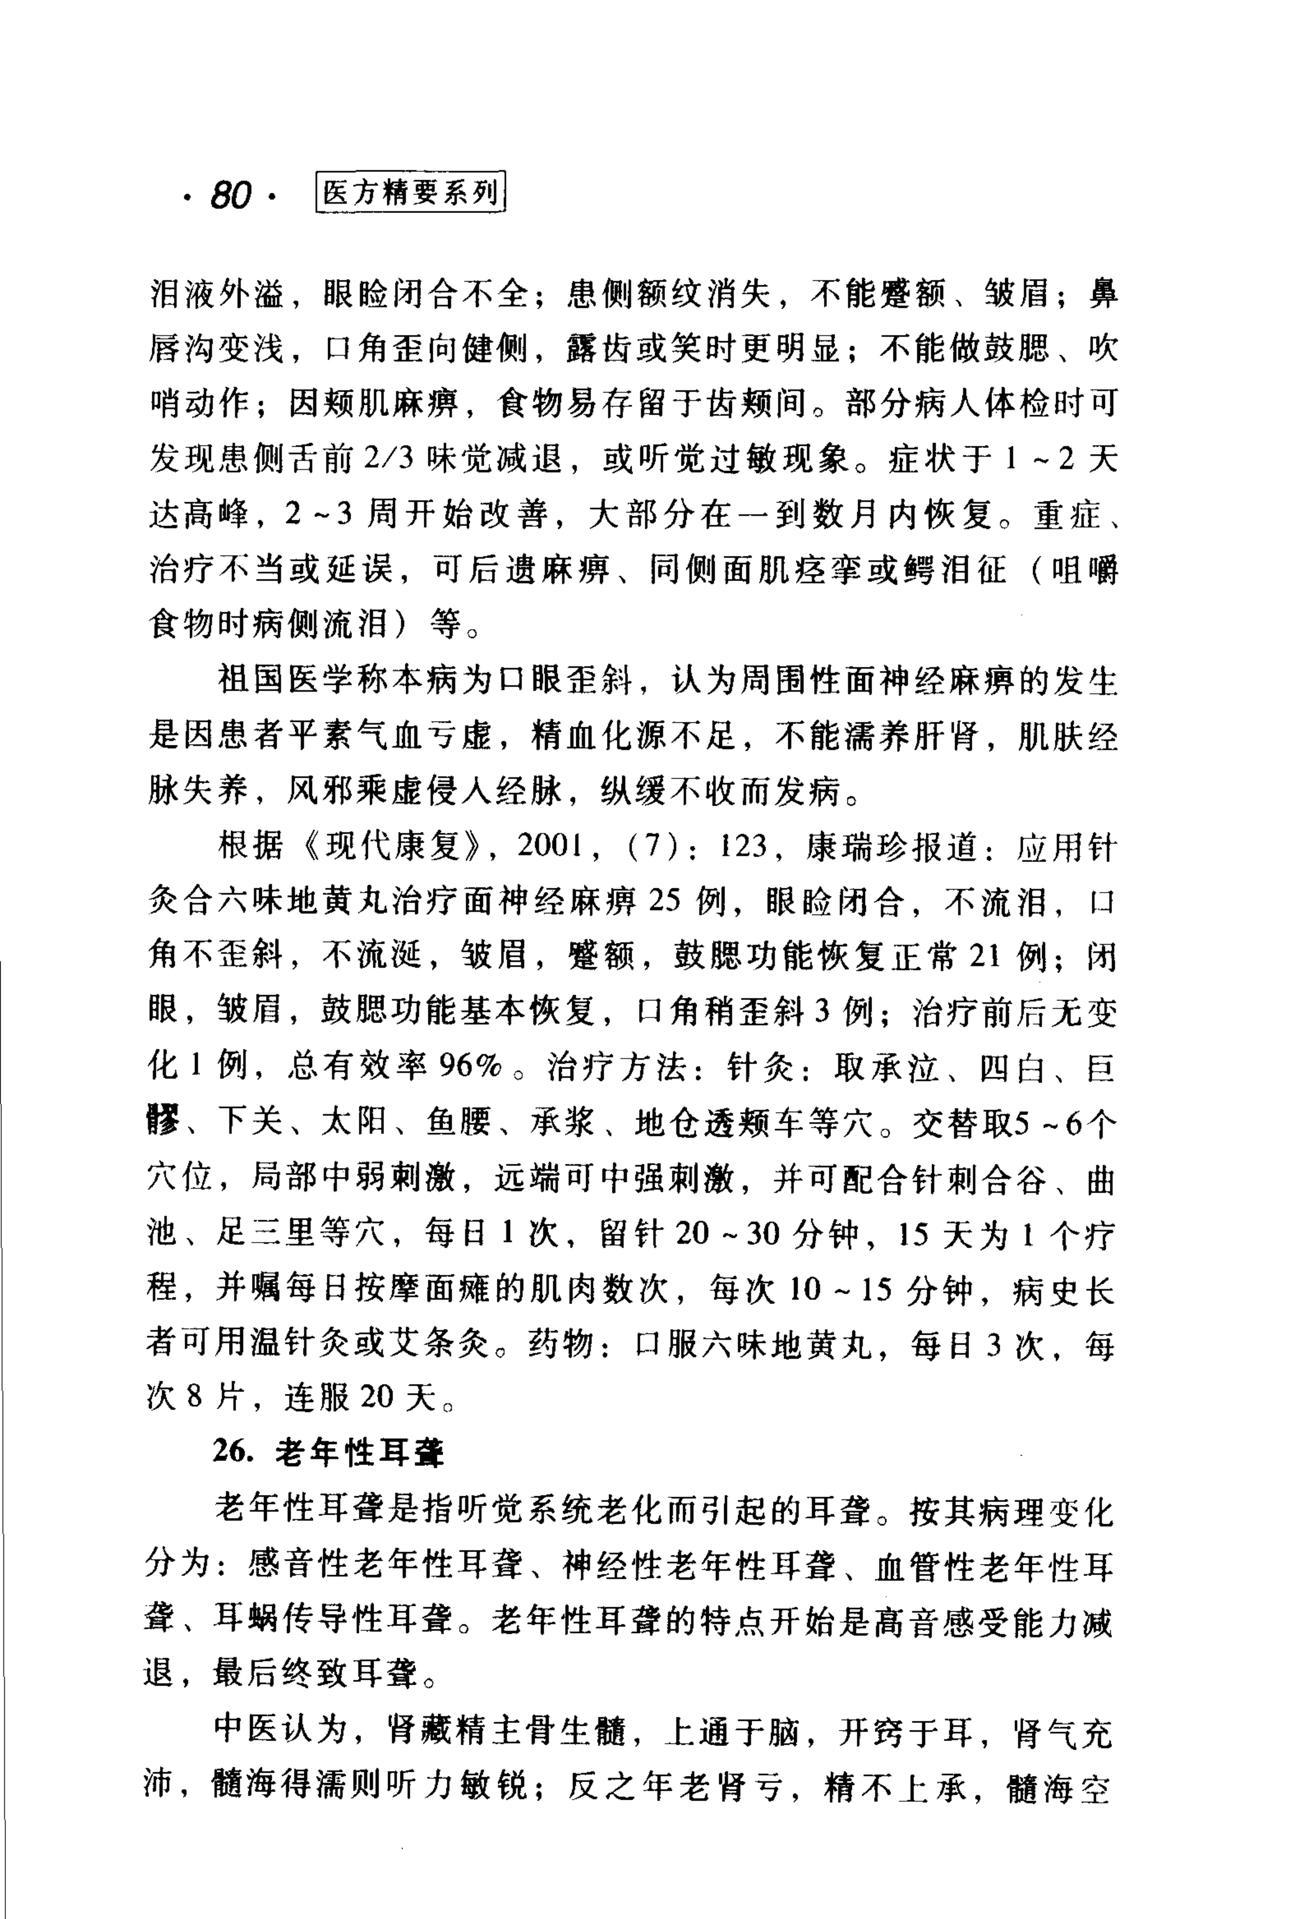 ·80· 医方精要系列
泪液外溢，眼睑闭合不全；患侧额纹消失，不能蹙额、皱眉；鼻
唇沟变浅，口角歪向健侧，露齿或笑时更明显；不能做鼓腮、吹
哨动作；因颊肌麻痹，食物易存留于齿颊间。部分病人体检时可
发现患侧舌前 2/3 味觉减退，或听觉过敏现象。症状于 1～2 天
达高峰，2～3 周开始改善，大部分在一到数月内恢复。重症、
治疗不当或延误，可后遗麻痹、同侧面肌痉挛或鳄泪征（咀嚼
食物时病侧流泪）等。
祖国医学称本病为口眼歪斜，认为周围性面神经麻痹的发生
是因患者平素气血亏虚，精血化源不足，不能濡养肝肾，肌肤经
脉失养，风邪乘虚侵入经脉，纵缓不收而发病。
根据《现代康复》，2001，（7）：123，康瑞珍报道：应用针
灸合六味地黄丸治疗面神经麻痹 25 例，眼睑闭合，不流泪，口
角不歪斜，不流涎，皱眉，蹙额，鼓腮功能恢复正常 21 例；闭
眼，皱眉，鼓腮功能基本恢复，口角稍歪斜 3 例；治疗前后无变
化 1 例，总有效率 96%。治疗方法：针灸：取承泣、四白、巨
髎、下关、太阳、鱼腰、承浆、地仓透颊车等穴。交替取5～6个
穴位，局部中弱刺激，远端可中强刺激，并可配合针刺合谷、曲
池、足三里等穴，每日 1 次，留针 20～30 分钟，15 天为 1 个疗
程，并嘱每日按摩面瘫的肌肉数次，每次 10～15 分钟，病史长
者可用温针灸或艾条灸。药物：口服六味地黄丸，每日 3 次，每
次 8 片，连服 20 天。
26. 老年性耳聋
老年性耳聋是指听觉系统老化而引起的耳聋。按其病理变化
分为：感音性老年性耳聋、神经性老年性耳聋、血管性老年性耳
聋、耳蜗传导性耳聋。老年性耳聋的特点开始是高音感受能力减
退，最后终致耳聋。
中医认为，肾藏精主骨生髓，上通于脑，开窍于耳，肾气充
沛，髓海得濡则听力敏锐；反之年老肾亏，精不上承，髓海空